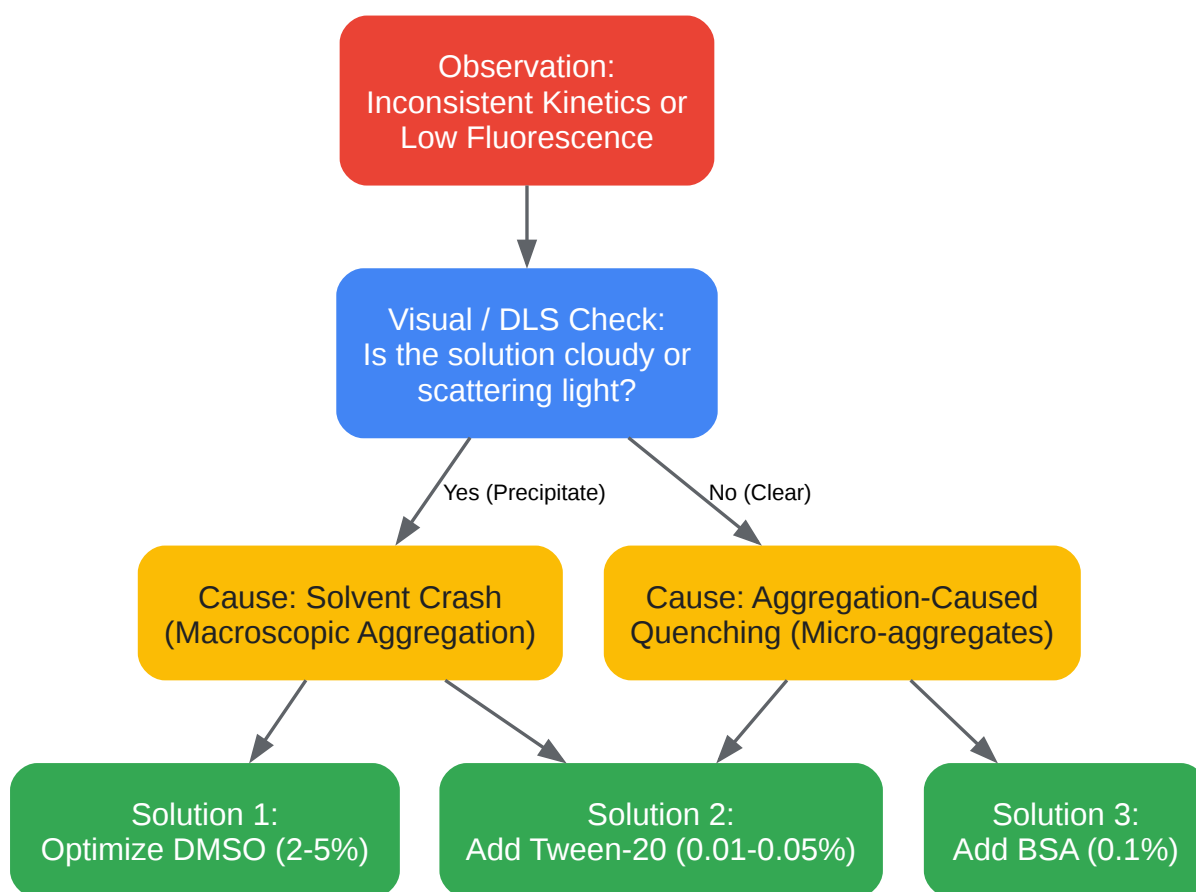 Observation:
Inconsistent Kinetics or
Low Fluorescence
Visual / DLS Check:
Is the solution cloudy or
scattering light?
Yes (Precipitate)
No (Clear)
Cause: Solvent Crash
(Macroscopic Aggregation)
Cause: Aggregation-Caused
Quenching (Micro-aggregates)
Solution 1:
Optimize DMSO (2-5%)
Solution 2:
Add Tween-20 (0.01-0.05%)
Solution 3:
Add BSA (0.1%)